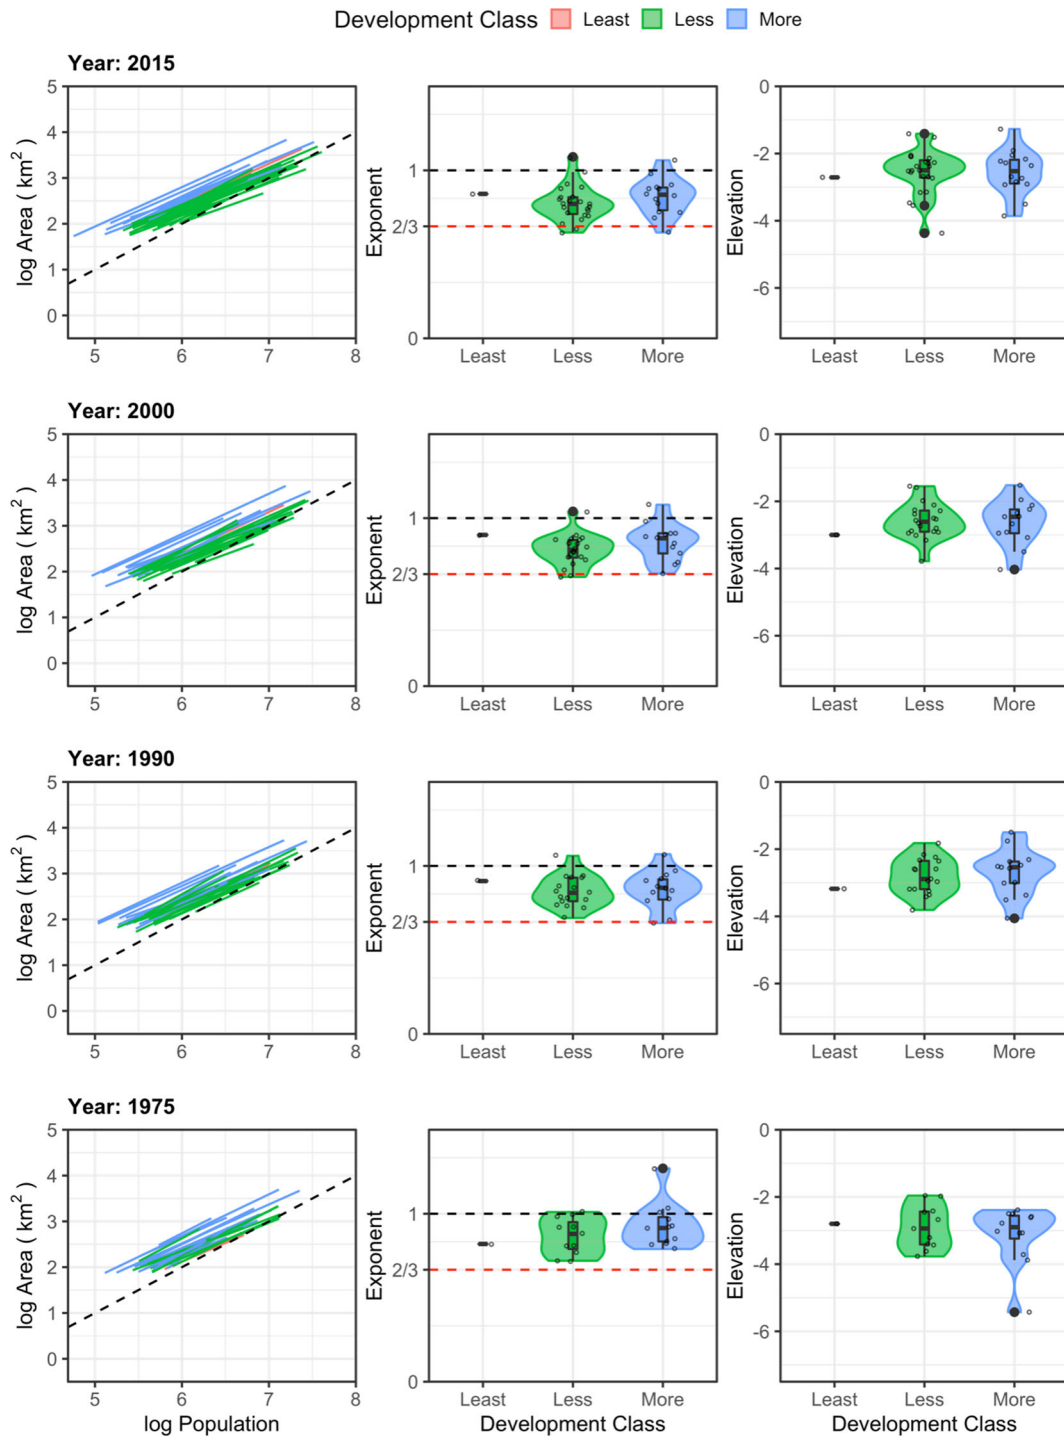 Development Class Least Less More
Year: 2015
log Area ( km2 )
5
4
3
2
1
0
5 6 7 8
Exponent
1
2/3
0
Least Less More
Elevation
0
-2
-4
-6
Least Less More
Year: 2000
log Area ( km2 )
5
4
3
2
1
0
5 6 7 8
Exponent
1
2/3
0
Least Less More
Elevation
0
-2
-4
-6
Least Less More
Year: 1990
log Area ( km2 )
5
4
3
2
1
0
5 6 7 8
Exponent
1
2/3
0
Least Less More
Elevation
0
-2
-4
-6
Least Less More
Year: 1975
log Area ( km2 )
5
4
3
2
1
0
5 6 7 8
log Population
Exponent
1
2/3
0
Least Less More
Development Class
Elevation
0
-2
-4
-6
Least Less More
Development Class